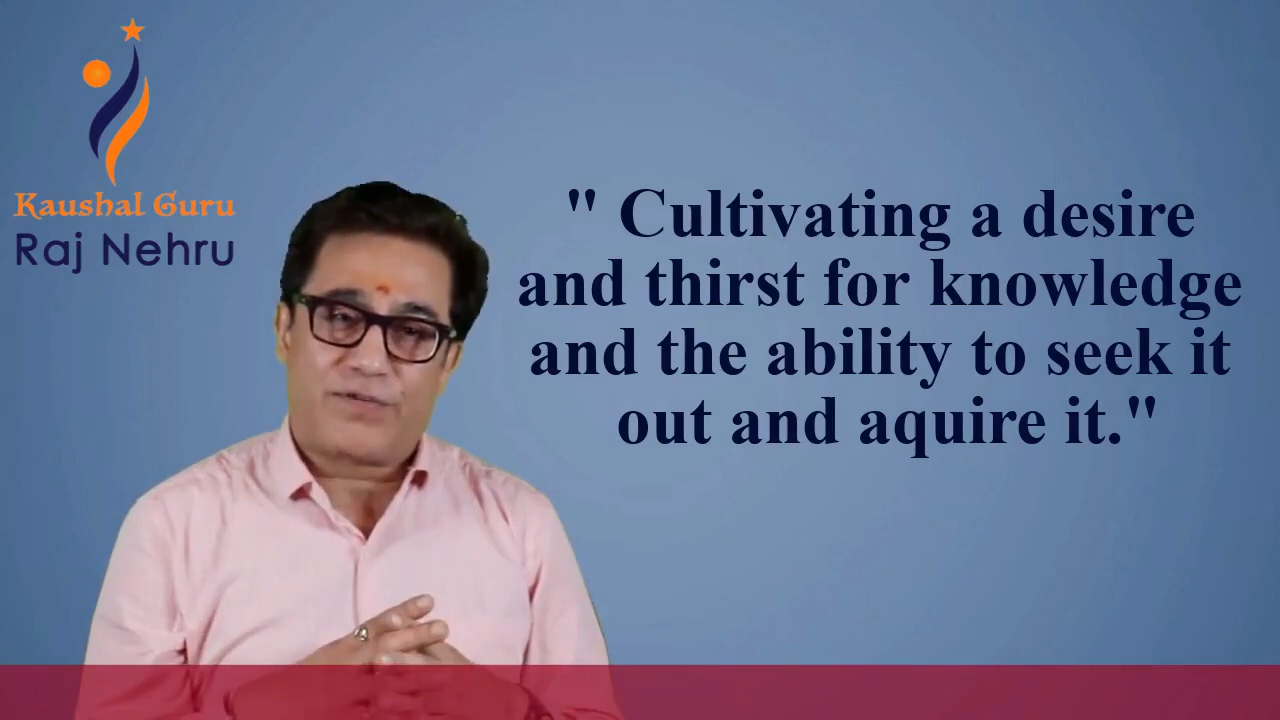 Kaushal Guru
Raj Nehru
" Cultivating a desire
and thirst for knowledge
and the ability to seek it
out and aquire it."